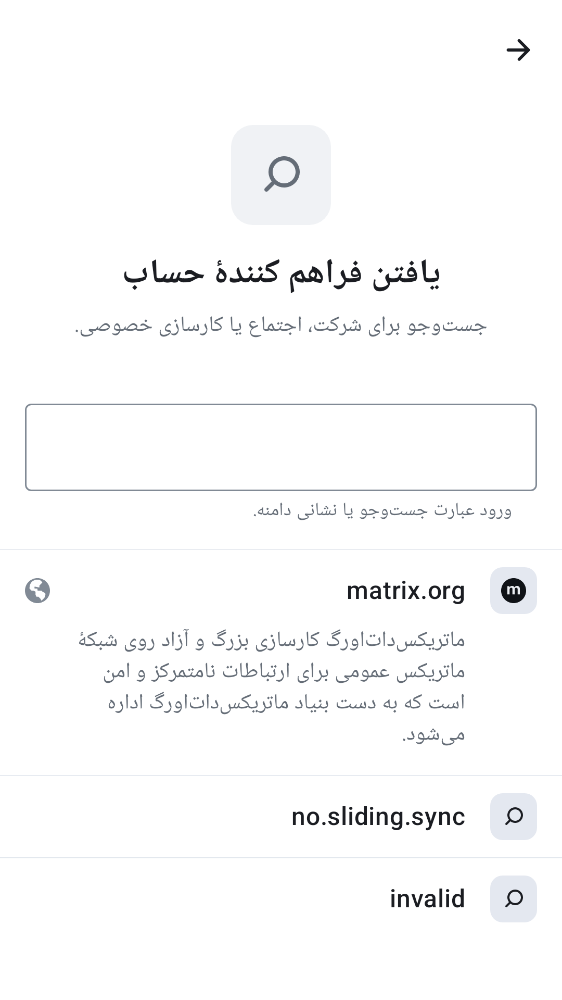 یافتن فراهم کنندهٔ حساب
جست‌وجو برای شرکت، اجتماع یا کارسازی خصوصی.
ورود عبارت جست‌وجو یا نشانی دامنه.
matrix.org
m
ماتریکس‌دات‌اورگ کارسازی بزرگ و آزاد روی شبکهٔ
ماتریکس عمومی برای ارتباطات نامتمرکز و امن
است که به دست بنیاد ماتریکس‌دات‌اورگ اداره
می‌شود.
no.sliding.sync
invalid